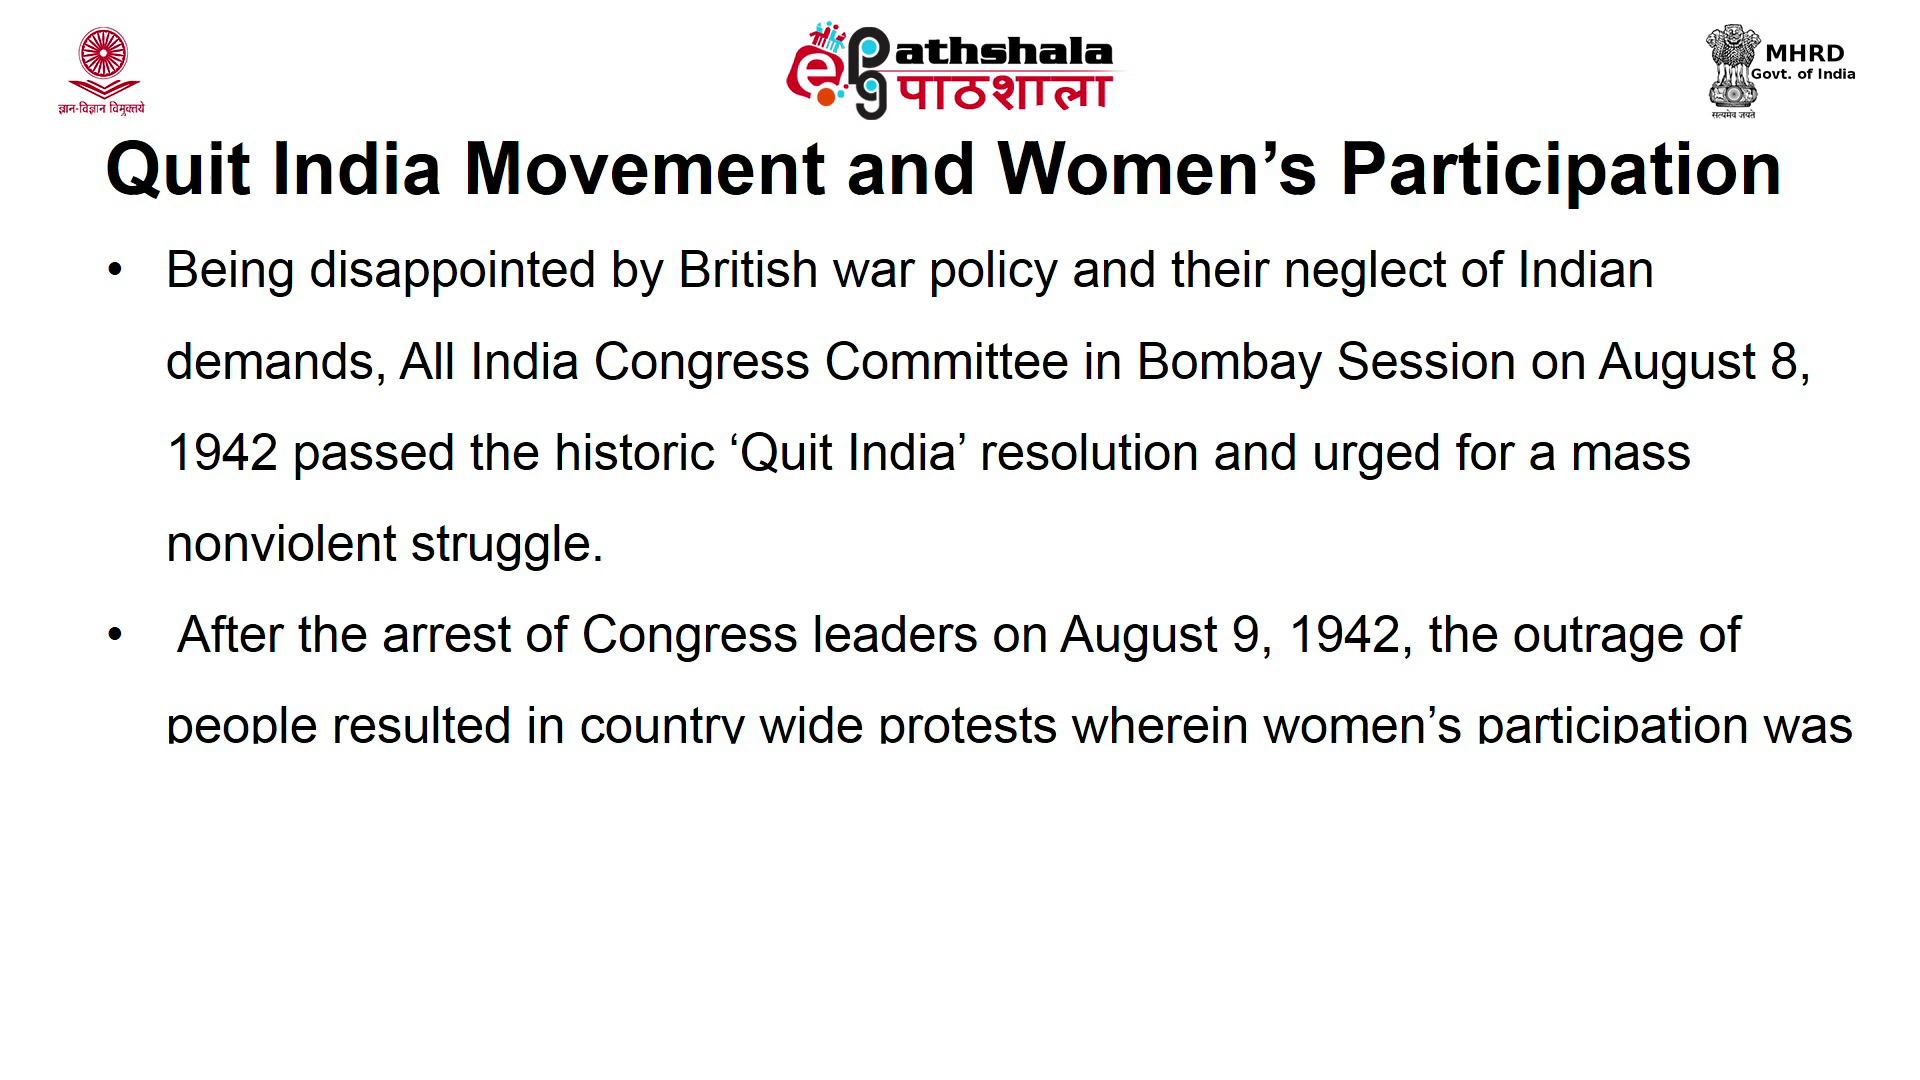 ज्ञान-विज्ञान विमुक्तये
e PG athshala
पाठशाला
MHRD
Govt. of India
सत्यमेव जयते
Quit India Movement and Women’s Participation
• Being disappointed by British war policy and their neglect of Indian
demands, All India Congress Committee in Bombay Session on August 8,
1942 passed the historic ‘Quit India’ resolution and urged for a mass
nonviolent struggle.
• After the arrest of Congress leaders on August 9, 1942, the outrage of
people resulted in country wide protests wherein women’s participation was